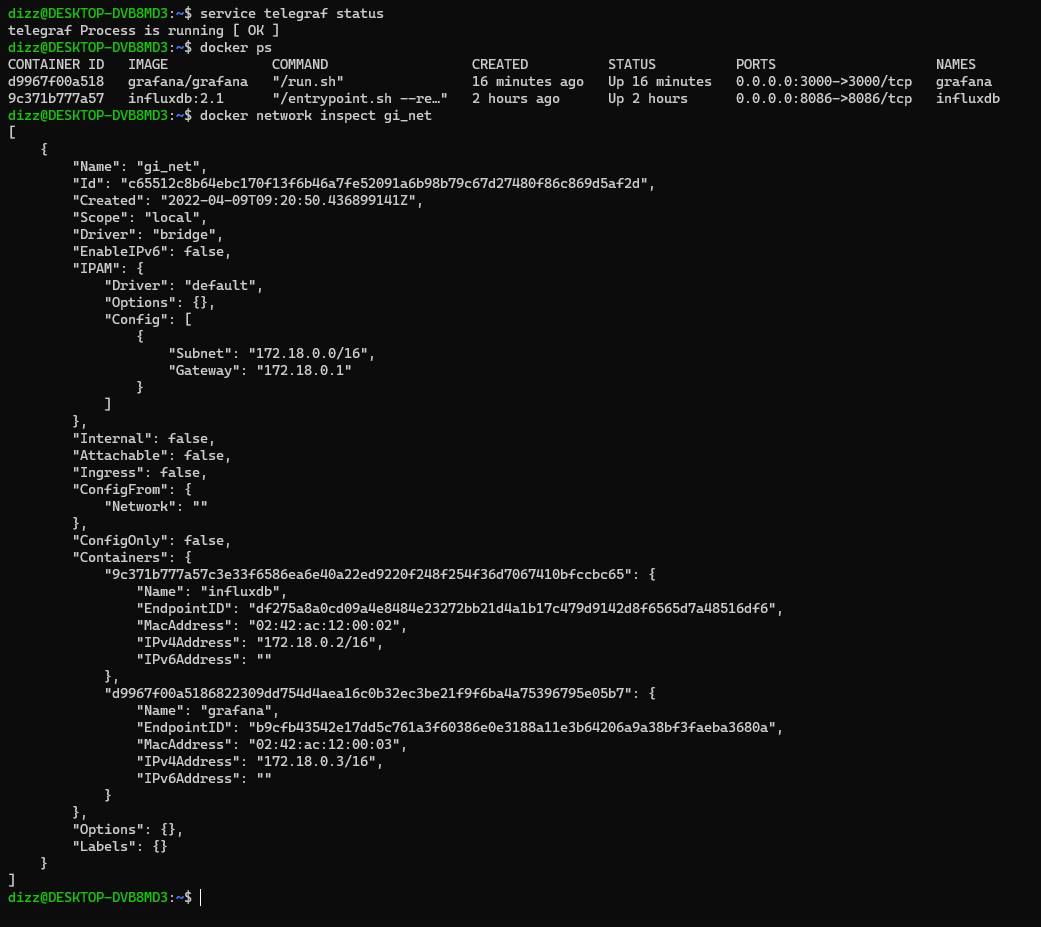 dizz@DESKTOP-DVB8MD3:~$ service telegraf status
telegraf Process is running [ OK ]
dizz@DESKTOP-DVB8MD3:~$ docker ps
CONTAINER ID   IMAGE             COMMAND                  CREATED          STATUS          PORTS                    NAMES
d9967f00a518   grafana/grafana   "/run.sh"                16 minutes ago   Up 16 minutes   0.0.0.0:3000->3000/tcp   grafana
9c371b777a57   influxdb:2.1      "/entrypoint.sh --re…"   2 hours ago      Up 2 hours      0.0.0.0:8086->8086/tcp   influxdb
dizz@DESKTOP-DVB8MD3:~$ docker network inspect gi_net
[
    {
        "Name": "gi_net",
        "Id": "c65512c8b64ebc170f13f6b46a7fe52091a6b98b79c67d27480f86c869d5af2d",
        "Created": "2022-04-09T09:20:50.436899141Z",
        "Scope": "local",
        "Driver": "bridge",
        "EnableIPv6": false,
        "IPAM": {
            "Driver": "default",
            "Options": {},
            "Config": [
                {
                    "Subnet": "172.18.0.0/16",
                    "Gateway": "172.18.0.1"
                }
            ]
        },
        "Internal": false,
        "Attachable": false,
        "Ingress": false,
        "ConfigFrom": {
            "Network": ""
        },
        "ConfigOnly": false,
        "Containers": {
            "9c371b777a57c3e33f6586ea6e40a22ed9220f248f254f36d7067410bfccbc65": {
                "Name": "influxdb",
                "EndpointID": "df275a8a0cd09a4e8484e23272bb21d4a1b17c479d9142d8f6565d7a48516df6",
                "MacAddress": "02:42:ac:12:00:02",
                "IPv4Address": "172.18.0.2/16",
                "IPv6Address": ""
            },
            "d9967f00a5186822309dd754d4aea16c0b32ec3be21f9f6ba4a75396795e05b7": {
                "Name": "grafana",
                "EndpointID": "b9cfb43542e17dd5c761a3f60386e0e3188a11e3b64206a9a38bf3faeba3680a",
                "MacAddress": "02:42:ac:12:00:03",
                "IPv4Address": "172.18.0.3/16",
                "IPv6Address": ""
            }
        },
        "Options": {},
        "Labels": {}
    }
]
dizz@DESKTOP-DVB8MD3:~$